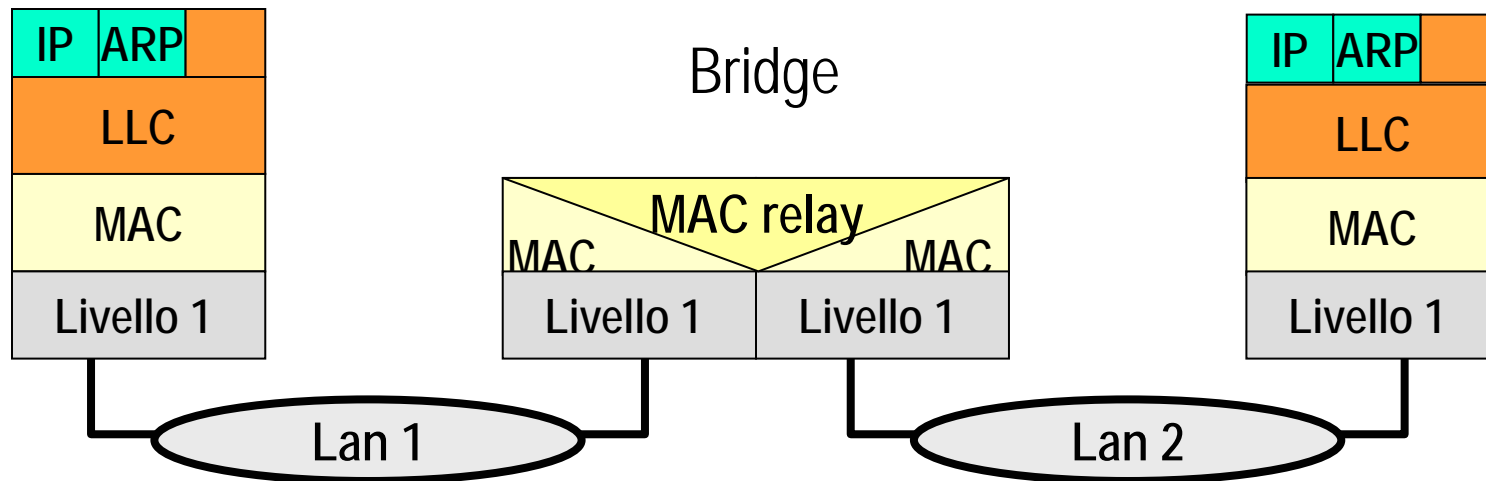 IP ARP
LLC
MAC
Livello 1
Bridge
MAC relay
MAC MAC
Livello 1 Livello 1
IP ARP
LLC
MAC
Livello 1
Lan 1
Lan 2